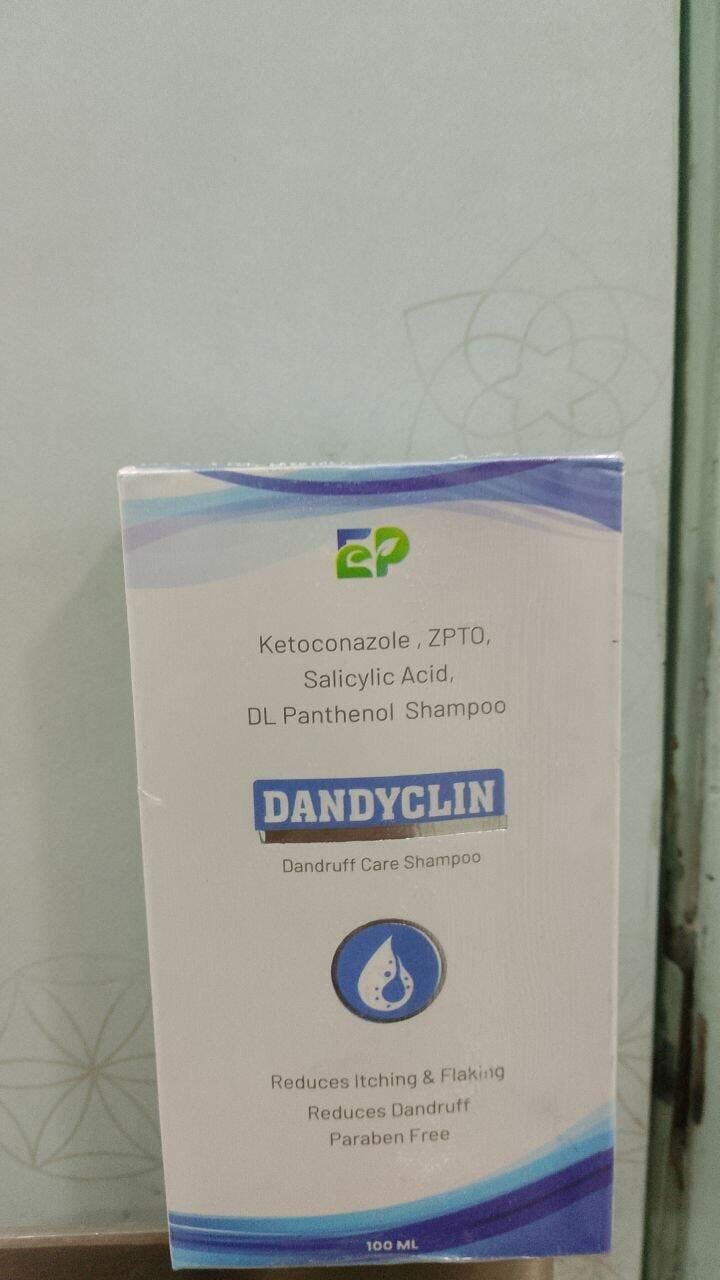 EP
Ketoconazole , ZPTO,
Salicylic Acid,
DL Panthenol Shampoo
DANDYCLIN
Dandruff Care Shampoo
Reduces Itching & Flaking
Reduces Dandruff
Paraben Free
100 ML